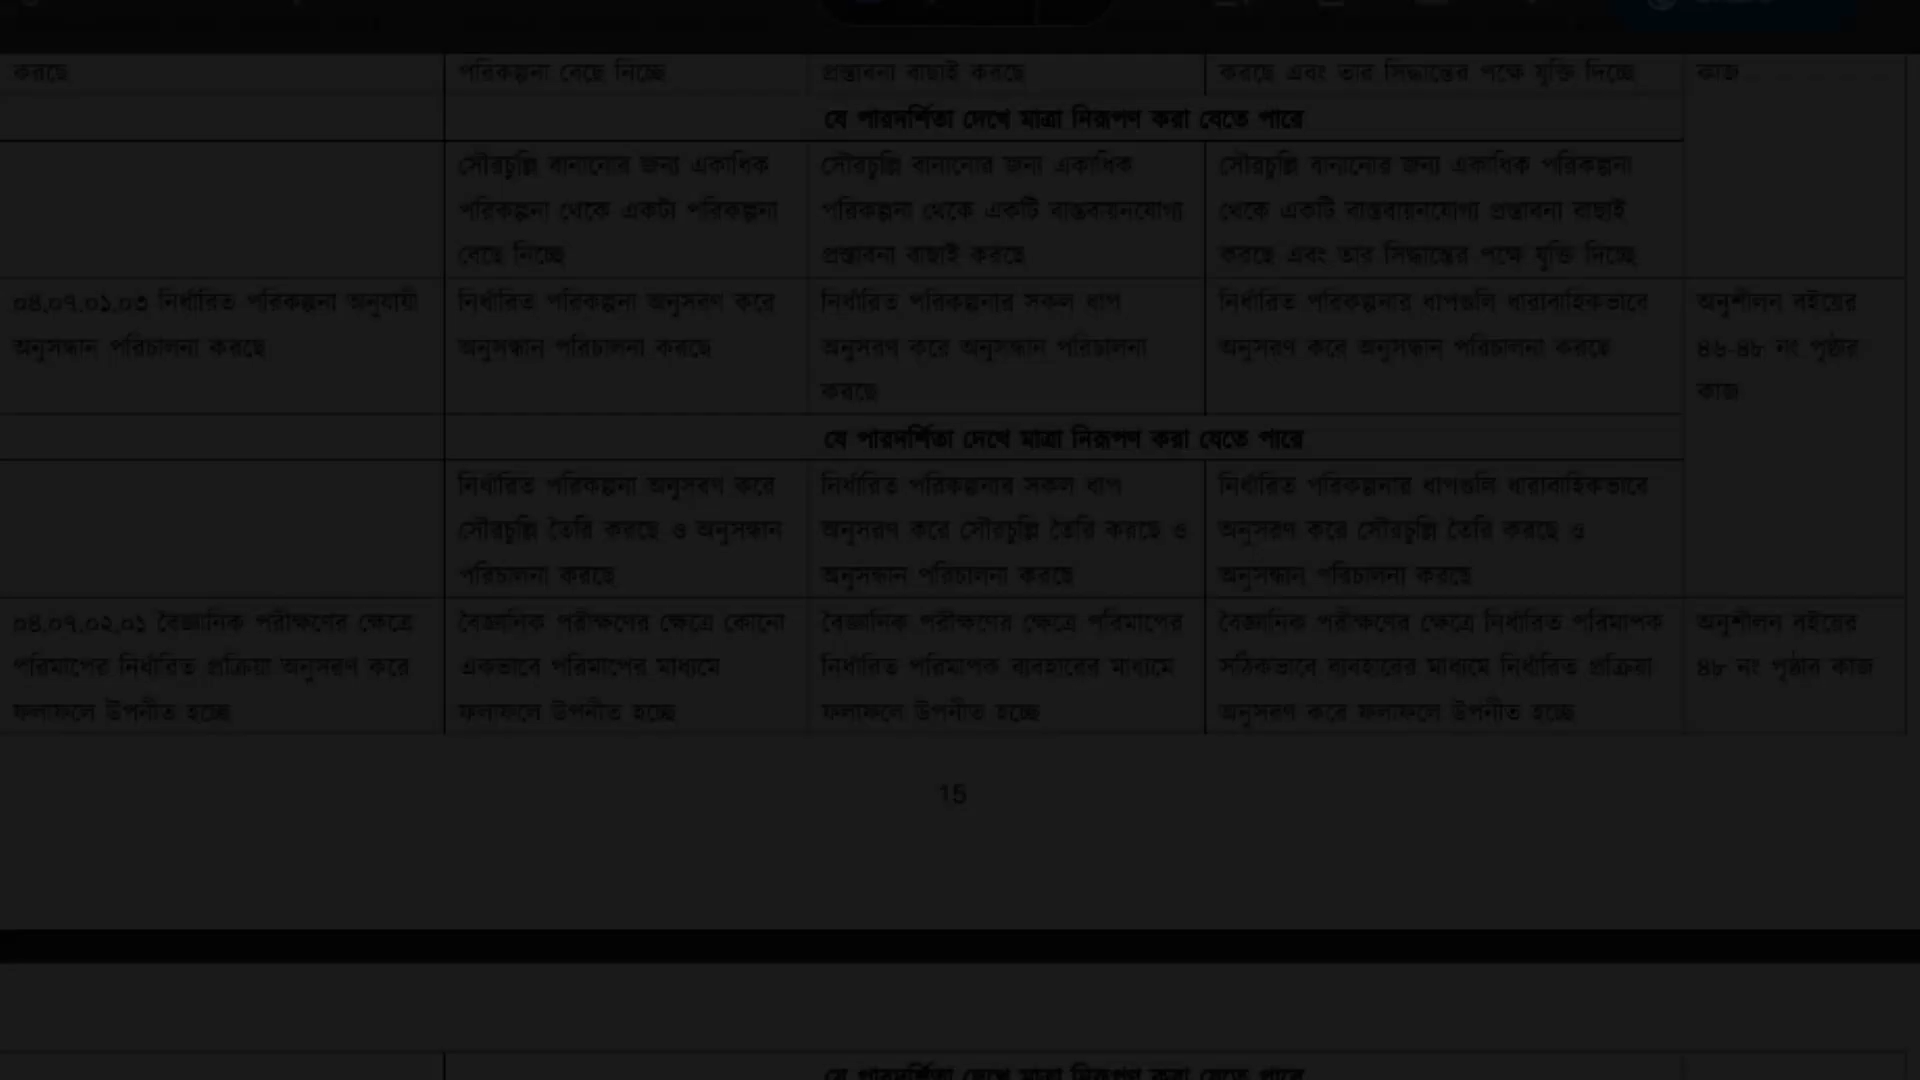 করছে
পরিকল্পনা বেছে নিচ্ছে
প্রস্তাবনা বাছাই করছে
করছে এবং তার সিদ্ধান্তের পক্ষে যুক্তি দিচ্ছে
কাজ
যে পারদর্শিতা দেখে মাত্রা নিরূপণ করা যেতে পারে
সৌরচুল্লি বানানোর জন্য একাধিক
পরিকল্পনা থেকে একটা পরিকল্পনা
বেছে নিচ্ছে
সৌরচুল্লি বানানোর জন্য একাধিক
পরিকল্পনা থেকে একটি বাস্তবায়নযোগ্য
প্রস্তাবনা বাছাই করছে
সৌরচুল্লি বানানোর জন্য একাধিক পরিকল্পনা
থেকে একটি বাস্তবায়নযোগ্য প্রস্তাবনা বাছাই
করছে এবং তার সিদ্ধান্তের পক্ষে যুক্তি দিচ্ছে
০৪.০৭.০১.০৩ নির্ধারিত পরিকল্পনা অনুযায়ী
অনুসন্ধান পরিচালনা করছে
নির্ধারিত পরিকল্পনা অনুসরণ করে
অনুসন্ধান পরিচালনা করছে
নির্ধারিত পরিকল্পনার সকল ধাপ
অনুসরণ করে অনুসন্ধান পরিচালনা
করছে
নির্ধারিত পরিকল্পনার ধাপগুলি ধারাবাহিকভাবে
অনুসরণ করে অনুসন্ধান পরিচালনা করছে
অনুশীলন বইয়ের
৪৬-৪৮ নং পৃষ্ঠার
কাজ
যে পারদর্শিতা দেখে মাত্রা নিরূপণ করা যেতে পারে
নির্ধারিত পরিকল্পনা অনুসরণ করে
সৌরচুল্লি তৈরি করছে ও অনুসন্ধান
পরিচালনা করছে
নির্ধারিত পরিকল্পনার সকল ধাপ
অনুসরণ করে সৌরচুল্লি তৈরি করছে ও
অনুসন্ধান পরিচালনা করছে
নির্ধারিত পরিকল্পনার ধাপগুলি ধারাবাহিকভাবে
অনুসরণ করে সৌরচুল্লি তৈরি করছে ও
অনুসন্ধান পরিচালনা করছে
০৪.০৭.০২.০১ বৈজ্ঞানিক পরীক্ষণের ক্ষেত্রে
পরিমাপের নির্ধারিত প্রক্রিয়া অনুসরণ করে
ফলাফলে উপনীত হচ্ছে
বৈজ্ঞানিক পরীক্ষণের ক্ষেত্রে কোনো
একভাবে পরিমাপের মাধ্যমে
ফলাফলে উপনীত হচ্ছে
বৈজ্ঞানিক পরীক্ষণের ক্ষেত্রে পরিমাপের
নির্ধারিত পরিমাপক ব্যবহারের মাধ্যমে
ফলাফলে উপনীত হচ্ছে
বৈজ্ঞানিক পরীক্ষণের ক্ষেত্রে নির্ধারিত পরিমাপক
সঠিকভাবে ব্যবহারের মাধ্যমে নির্ধারিত প্রক্রিয়া
অনুসরণ করে ফলাফলে উপনীত হচ্ছে
অনুশীলন বইয়ের
৪৮ নং পৃষ্ঠার কাজ
15
যে পারদর্শিতা দেখে মাত্রা নিরূপণ করা যেতে পারে